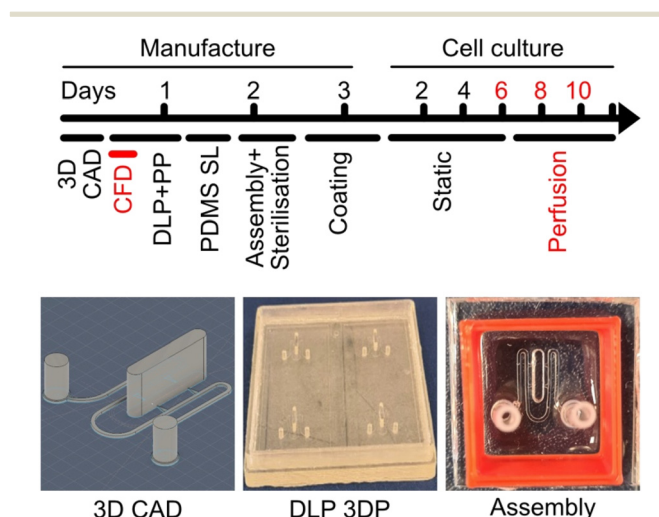 Manufacture
Cell culture
Days 1 2 3 2 4 6 8 10
3D
CAD
CFD
DLP+PP
PDMS SL
Assembly+
Sterilisation
Coating
Static
Perfusion
3D CAD
DLP 3DP
Assembly